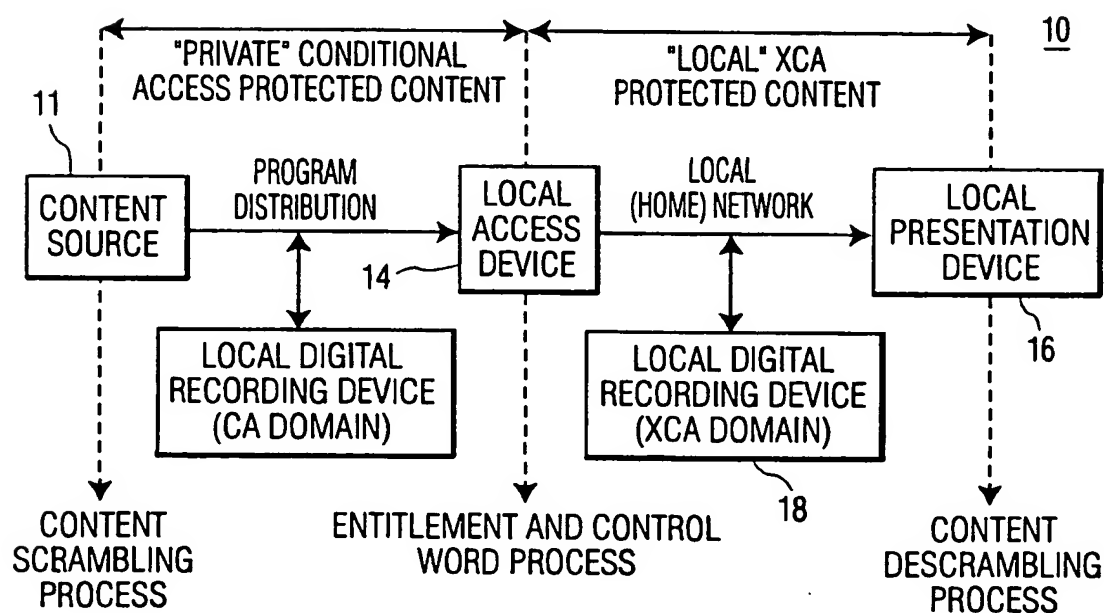 10
"PRIVATE" CONDITIONAL
ACCESS PROTECTED CONTENT
"LOCAL" XCA
PROTECTED CONTENT
11
CONTENT
SOURCE
PROGRAM
DISTRIBUTION
14
LOCAL
ACCESS
DEVICE
LOCAL
(HOME) NETWORK
LOCAL
PRESENTATION
DEVICE
16
LOCAL DIGITAL
RECORDING DEVICE
(CA DOMAIN)
LOCAL DIGITAL
RECORDING DEVICE
(XCA DOMAIN)
18
CONTENT
SCRAMBLING
PROCESS
ENTITLEMENT AND CONTROL
WORD PROCESS
CONTENT
DESCRAMBLING
PROCESS